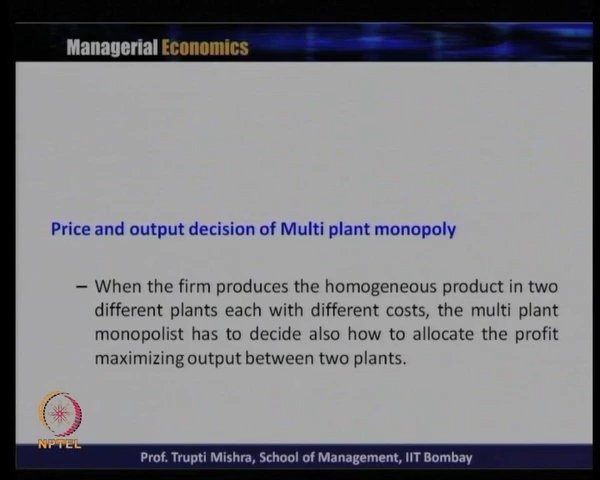 Managerial Economics
Price and output decision of Multi plant monopoly
– When the firm produces the homogeneous product in two
different plants each with different costs, the multi plant
monopolist has to decide also how to allocate the profit
maximizing output between two plants.
NPTEL
Prof. Trupti Mishra, School of Management, IIT Bombay